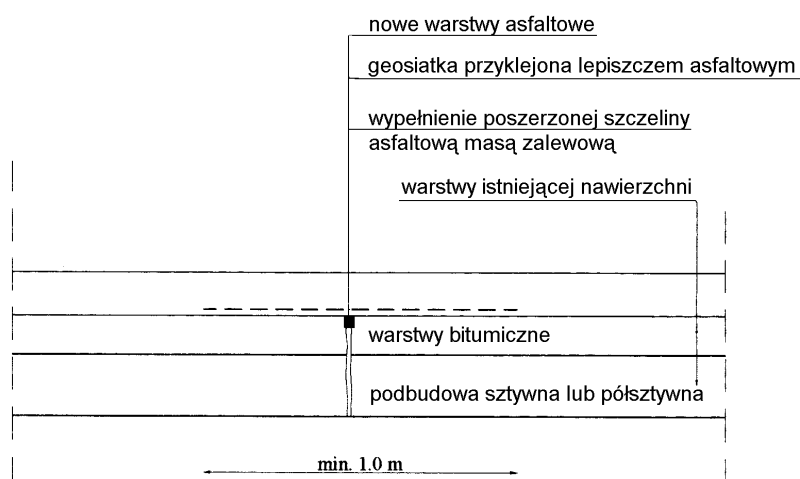 nowe warstwy asfaltowe
geosiatka przyklejona lepiszczem asfaltowym
wypełnienie poszerzonej szczeliny
asfaltową masą zalewową
warstwy istniejącej nawierzchni
warstwy bitumiczne
podbudowa sztywna lub półsztywna
min. 1.0 m